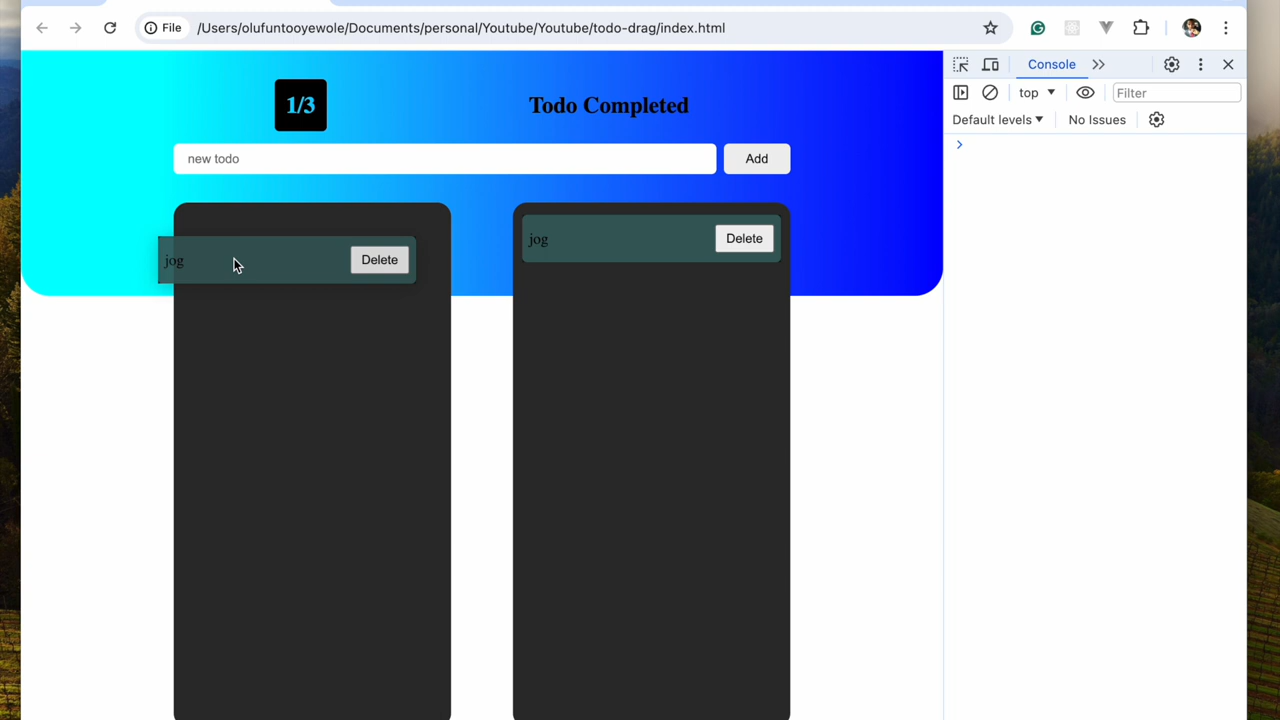 File
/Users/olufuntooyewole/Documents/personal/Youtube/Youtube/todo-drag/index.html
Console
top
Filter
Default levels
No Issues
1/3
Todo Completed
new todo
Add
jog
Delete
jog
Delete